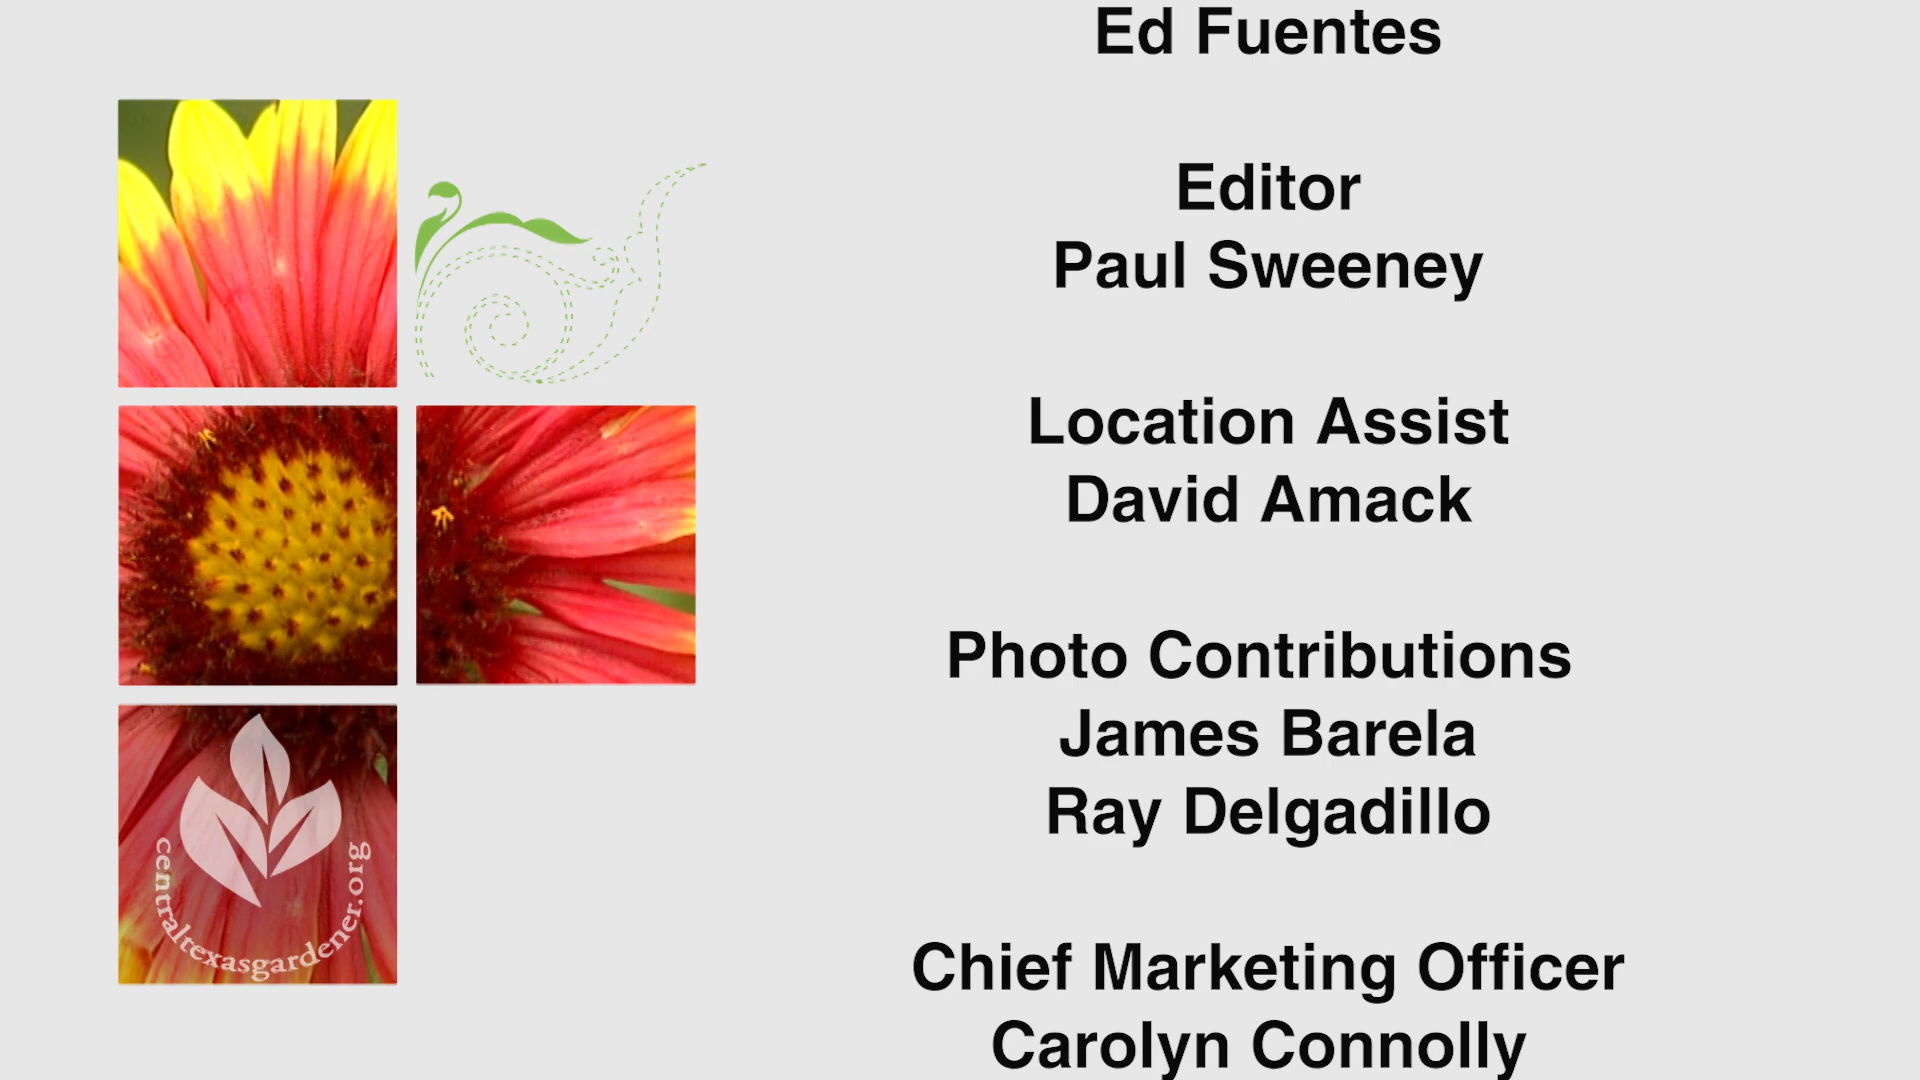 Ed Fuentes
Editor
Paul Sweeney
Location Assist
David Amack
Photo Contributions
James Barela
Ray Delgadillo
Chief Marketing Officer
Carolyn Connolly
centraltexasgardener.org